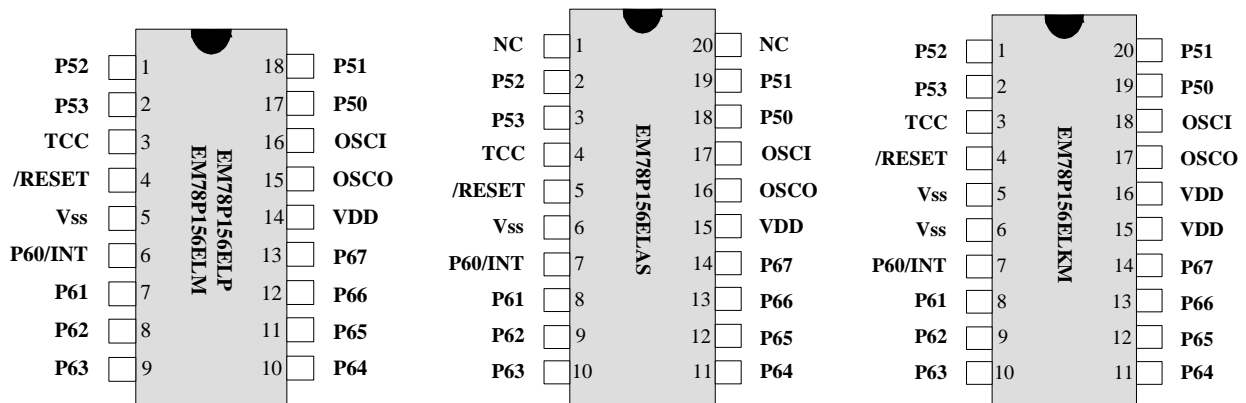 P52 1 18 P51
P53 2 17 P50
TCC 3 16 OSCI
/RESET 4 15 OSCO
Vss 5 14 VDD
P60/INT 6 13 P67
P61 7 12 P66
P62 8 11 P65
P63 9 10 P64
EM78P156ELP
EM78P156ELM
NC 1 20 NC
P52 2 19 P51
P53 3 18 P50
TCC 4 17 OSCI
/RESET 5 16 OSCO
Vss 6 15 VDD
P60/INT 7 14 P67
P61 8 13 P66
P62 9 12 P65
P63 10 11 P64
EM78P156ELAS
P52 1 20 P51
P53 2 19 P50
TCC 3 18 OSCI
/RESET 4 17 OSCO
Vss 5 16 VDD
Vss 6 15 VDD
P60/INT 7 14 P67
P61 8 13 P66
P62 9 12 P65
P63 10 11 P64
EM78P156ELKM